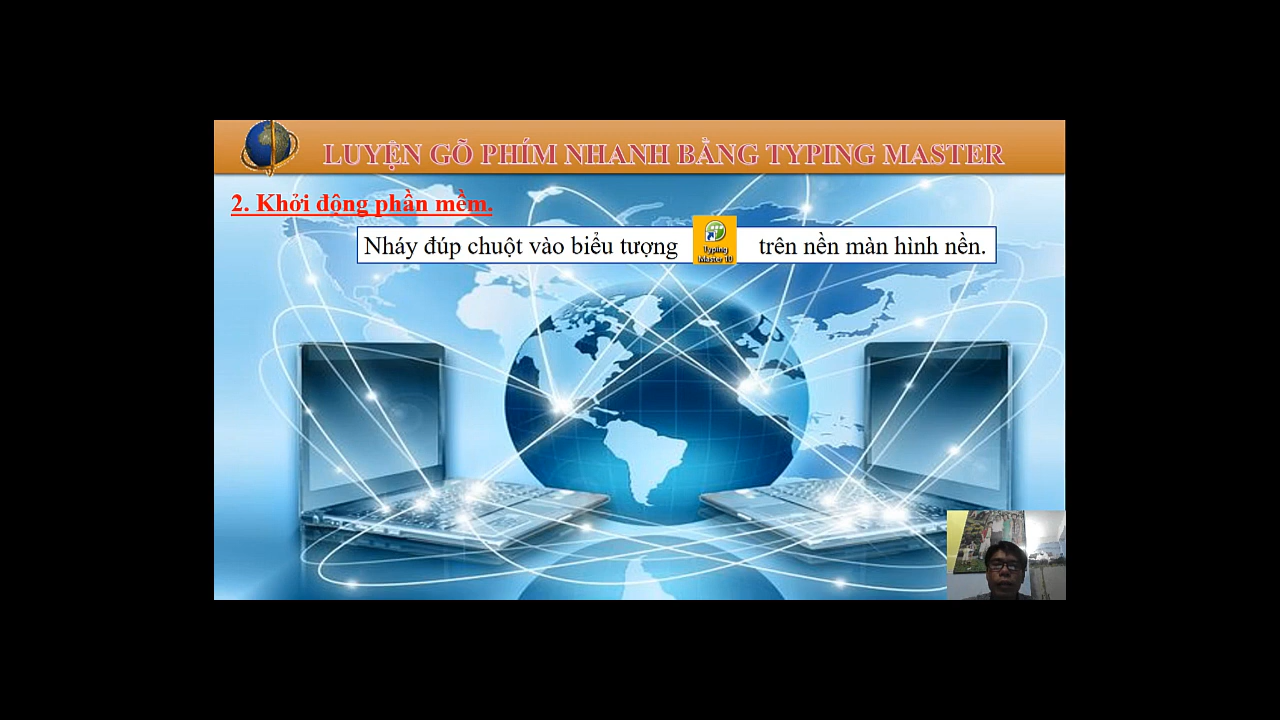 LUYỆN GÕ PHÍM NHANH BẰNG TYPING MASTER
2. Khởi động phần mềm.
Nháy đúp chuột vào biểu tượng trên nền màn hình nền.
Typing
Master 10